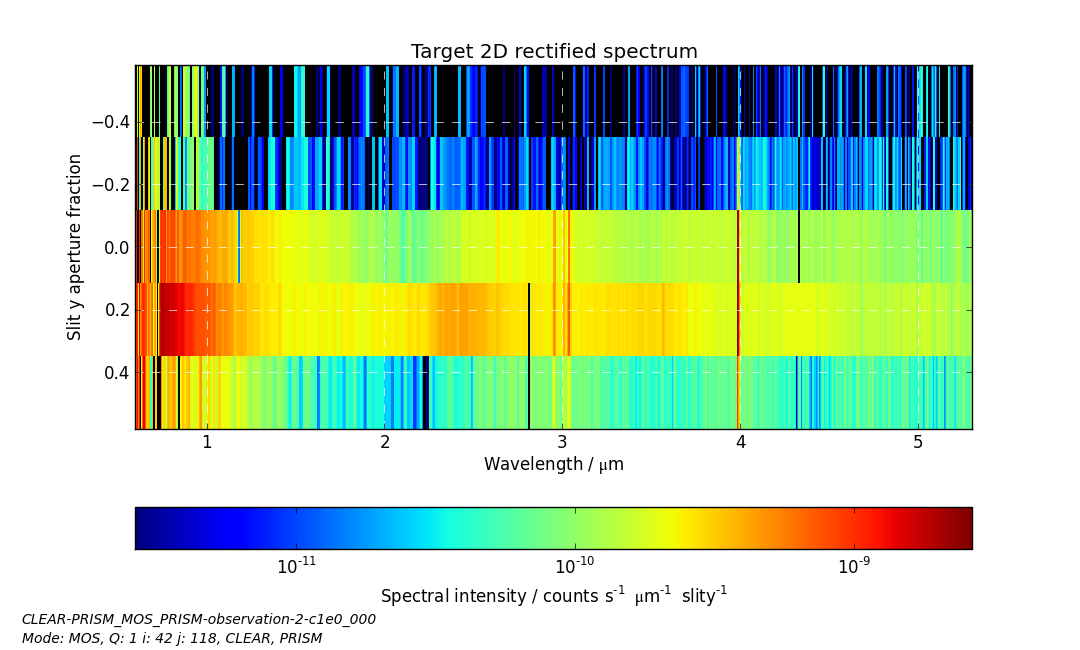 Target 2D rectified spectrum
Slit y aperture fraction
−0.4
−0.2
0.0
0.2
0.4
1 2 3 4 5
Wavelength / μm
10⁻¹¹ 10⁻¹⁰ 10⁻⁹
Spectral intensity / counts s⁻¹ μm⁻¹ slity⁻¹
CLEAR-PRISM_MOS_PRISM-observation-2-c1e0_000
Mode: MOS, Q: 1 i: 42 j: 118, CLEAR, PRISM